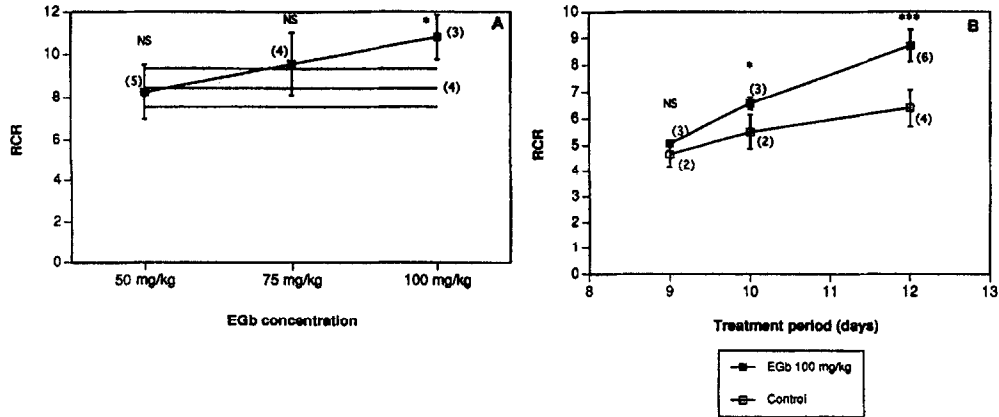 A
12
10
8
6
4
2
0
RCR
NS
NS
*
(5)
(4)
(3)
(4)
50 mg/kg
75 mg/kg
100 mg/kg
EGb concentration
B
10
9
8
7
6
5
4
3
2
1
0
RCR
NS
*
***
(3)
(2)
(3)
(2)
(6)
(4)
8
9
10
11
12
13
Treatment period (days)
EGb 100 mg/kg
Control